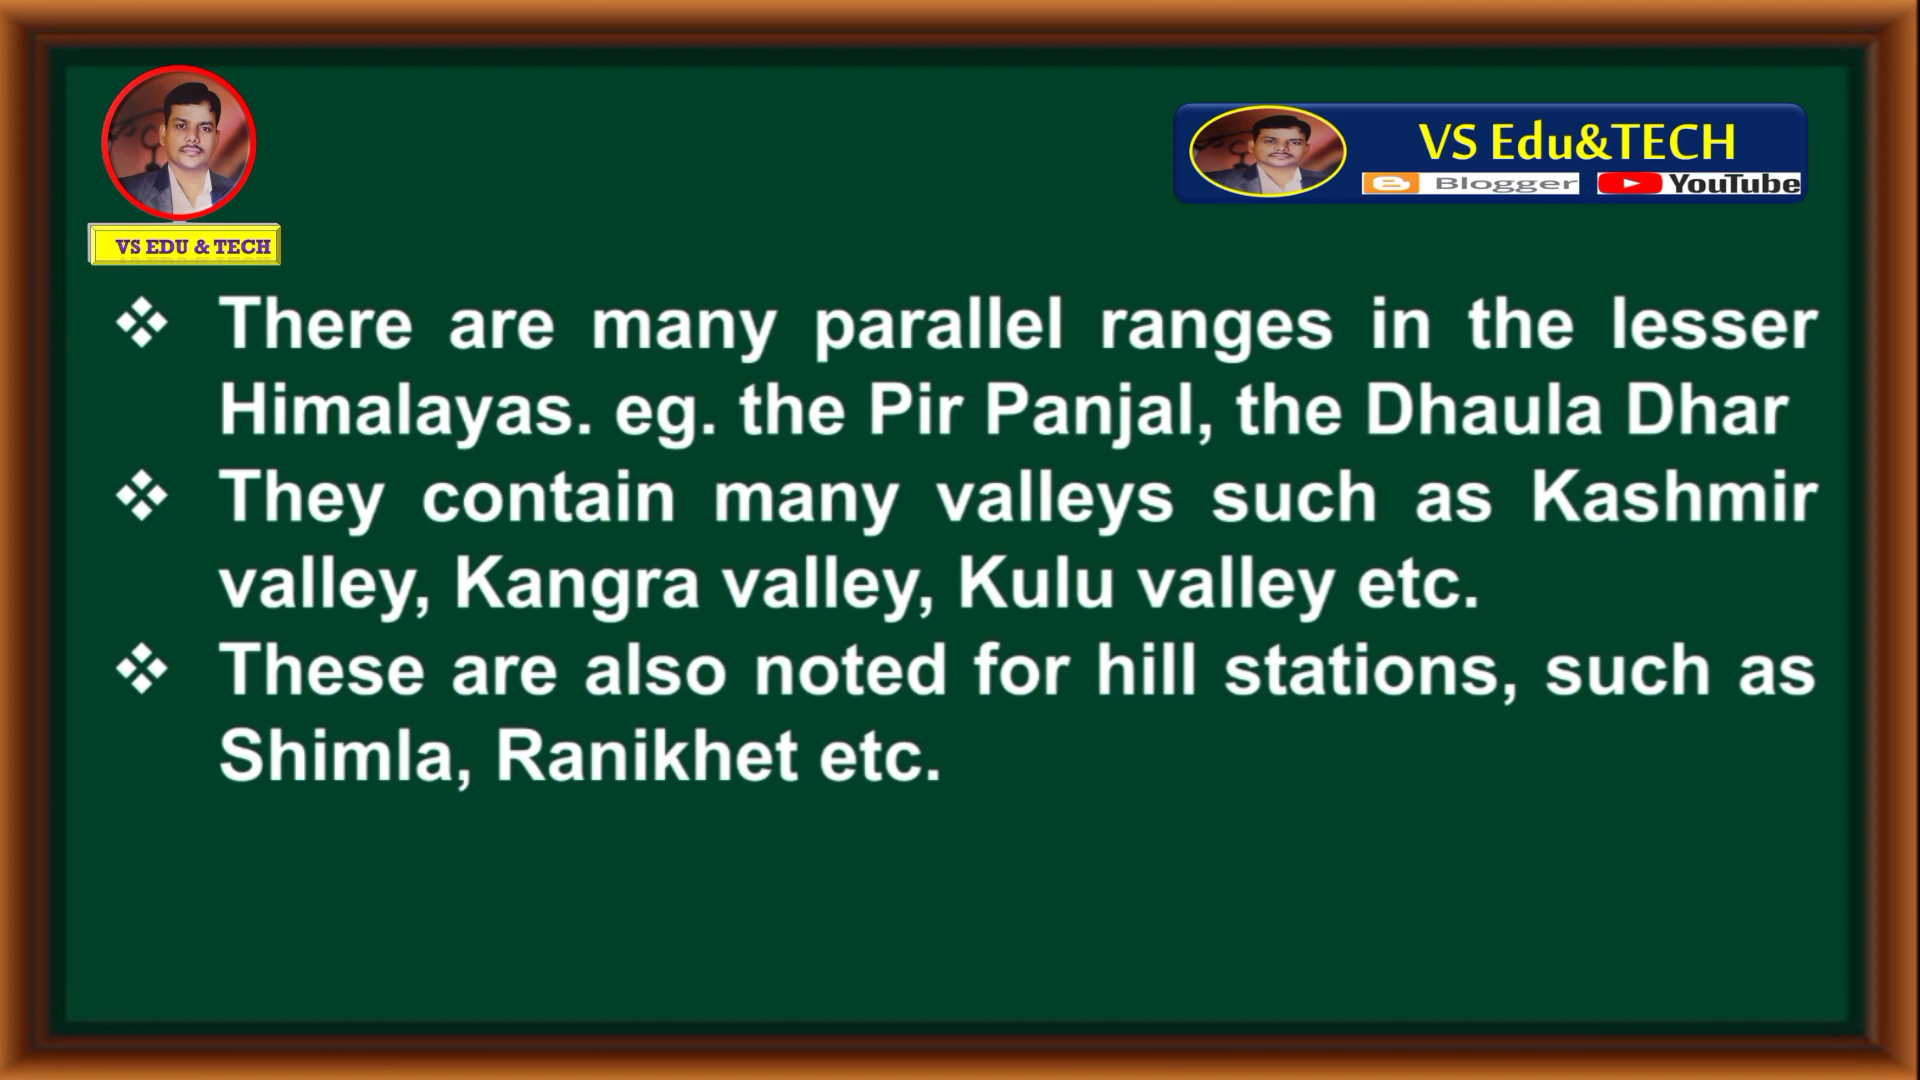 VS EDU & TECH
VS Edu&TECH
Blogger YouTube
❖ There are many parallel ranges in the lesser
Himalayas. eg. the Pir Panjal, the Dhaula Dhar
❖ They contain many valleys such as Kashmir
valley, Kangra valley, Kulu valley etc.
❖ These are also noted for hill stations, such as
Shimla, Ranikhet etc.